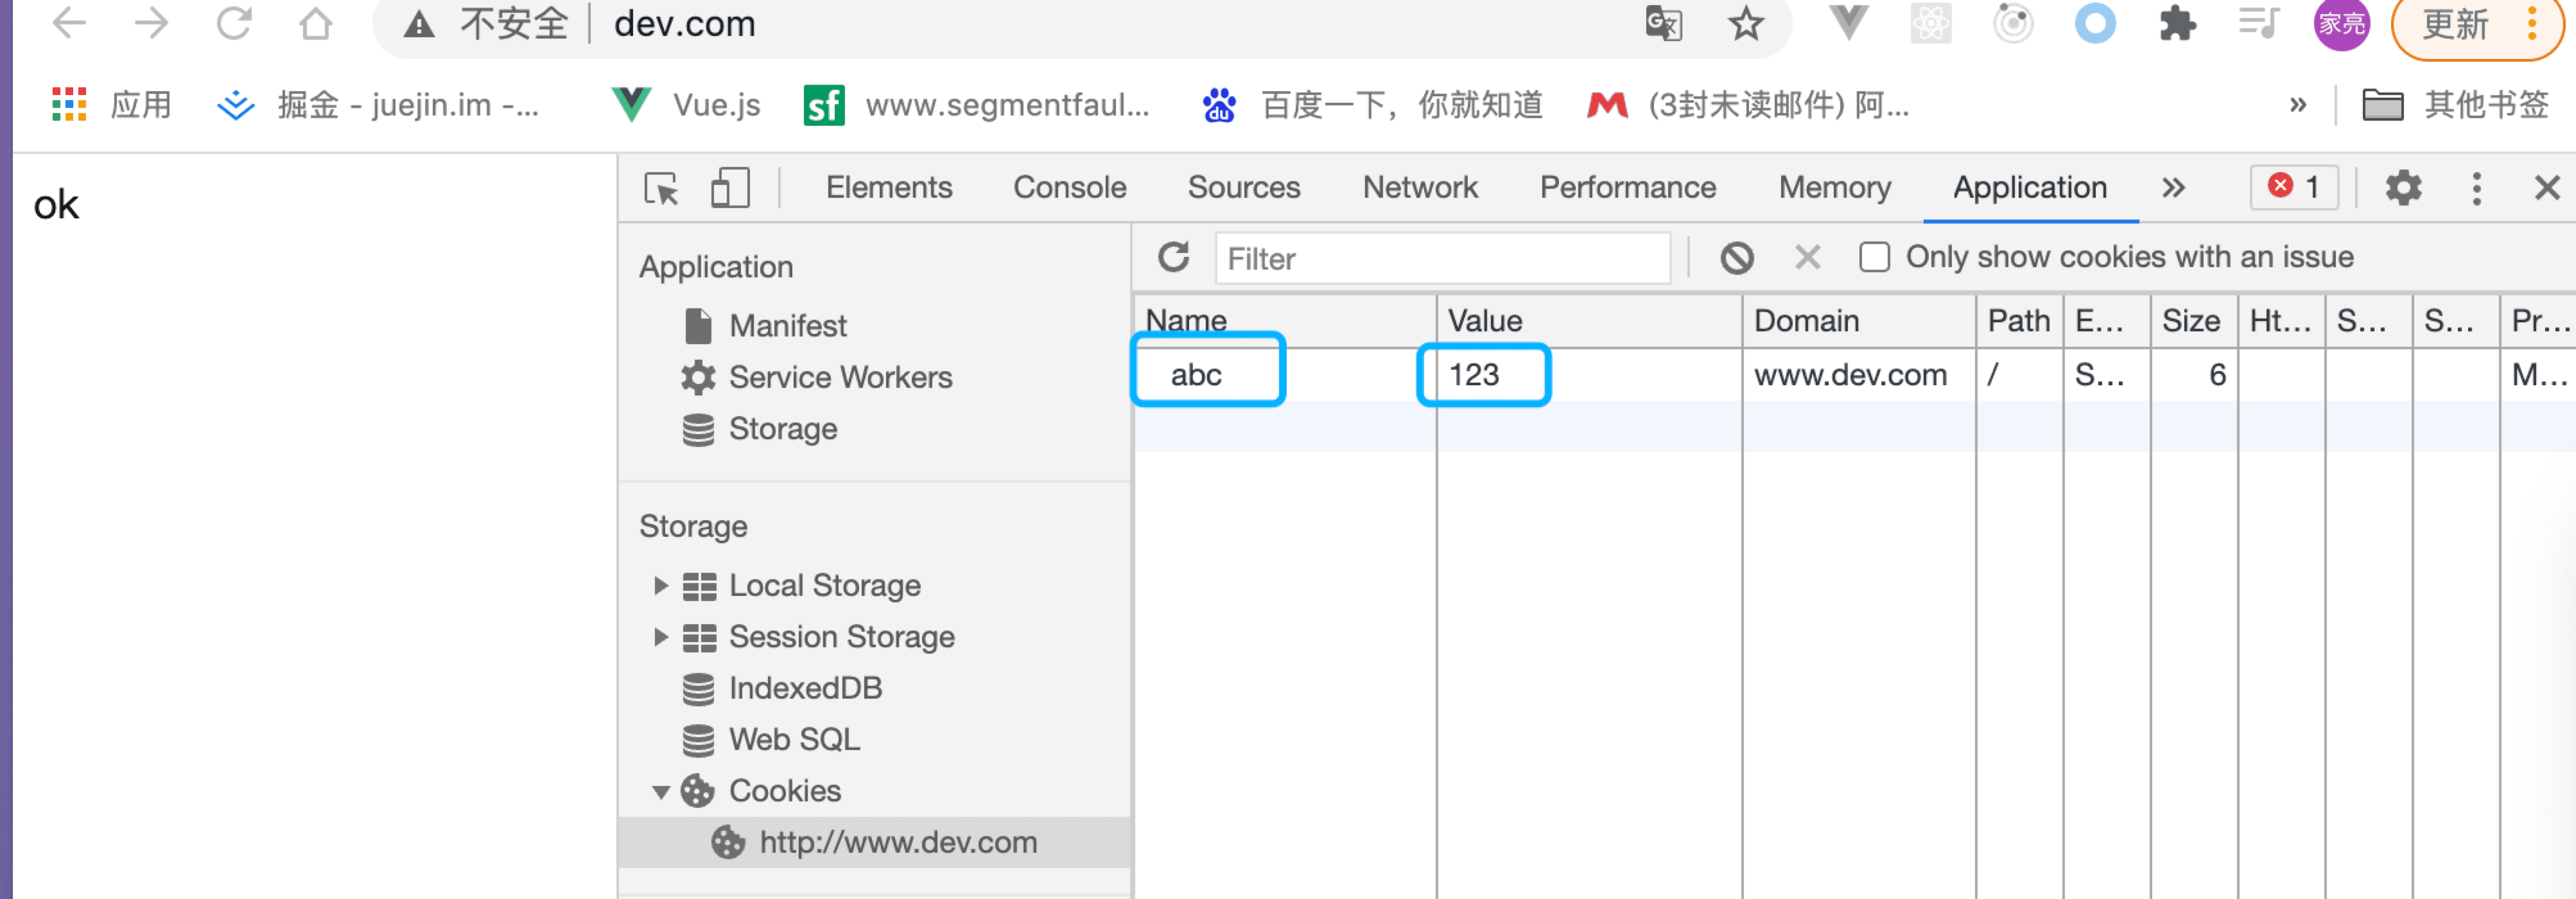 不安全 dev.com 家亮 更新
应用 掘金 - juejin.im -... Vue.js sf www.segmentfaul... du 百度一下，你就知道 (3封未读邮件) 阿... » 其他书签
ok
Elements Console Sources Network Performance Memory Application » 1
Filter Only show cookies with an issue
Application
Manifest
Service Workers
Storage
Storage
Local Storage
Session Storage
IndexedDB
Web SQL
Cookies
http://www.dev.com
Name Value Domain Path E... Size Ht... S... S... Pr...
abc 123 www.dev.com / S... 6 M...